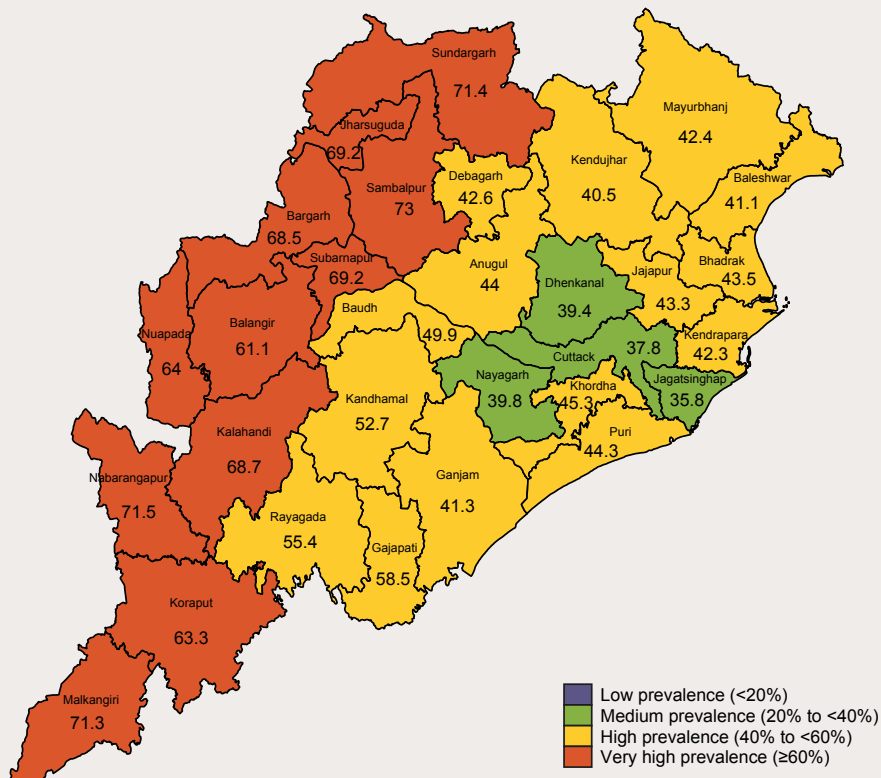 Sundargarh
71.4
Mayurbhanj
42.4
Jharsuguda
69.2
Kendujhar
40.5
Debagarh
42.6
Baleshwar
41.1
Sambalpur
73
Bargarh
68.5
Subarnapur
69.2
Anugul
44
Bhadrak
43.5
Jajapur
43.3
Dhenkanal
39.4
Baudh
49.9
Balangir
61.1
Nuapada
64
Kendrapara
42.3
Cuttack
37.8
Nayagarh
39.8
Jagatsinghap
35.8
Khordha
45.3
Kandhamal
52.7
Puri
44.3
Kalahandi
68.7
Ganjam
41.3
Nabarangapur
71.5
Rayagada
55.4
Gajapati
58.5
Koraput
63.3
Malkangiri
71.3
Low prevalence (<20%)
Medium prevalence (20% to <40%)
High prevalence (40% to <60%)
Very high prevalence (≥60%)